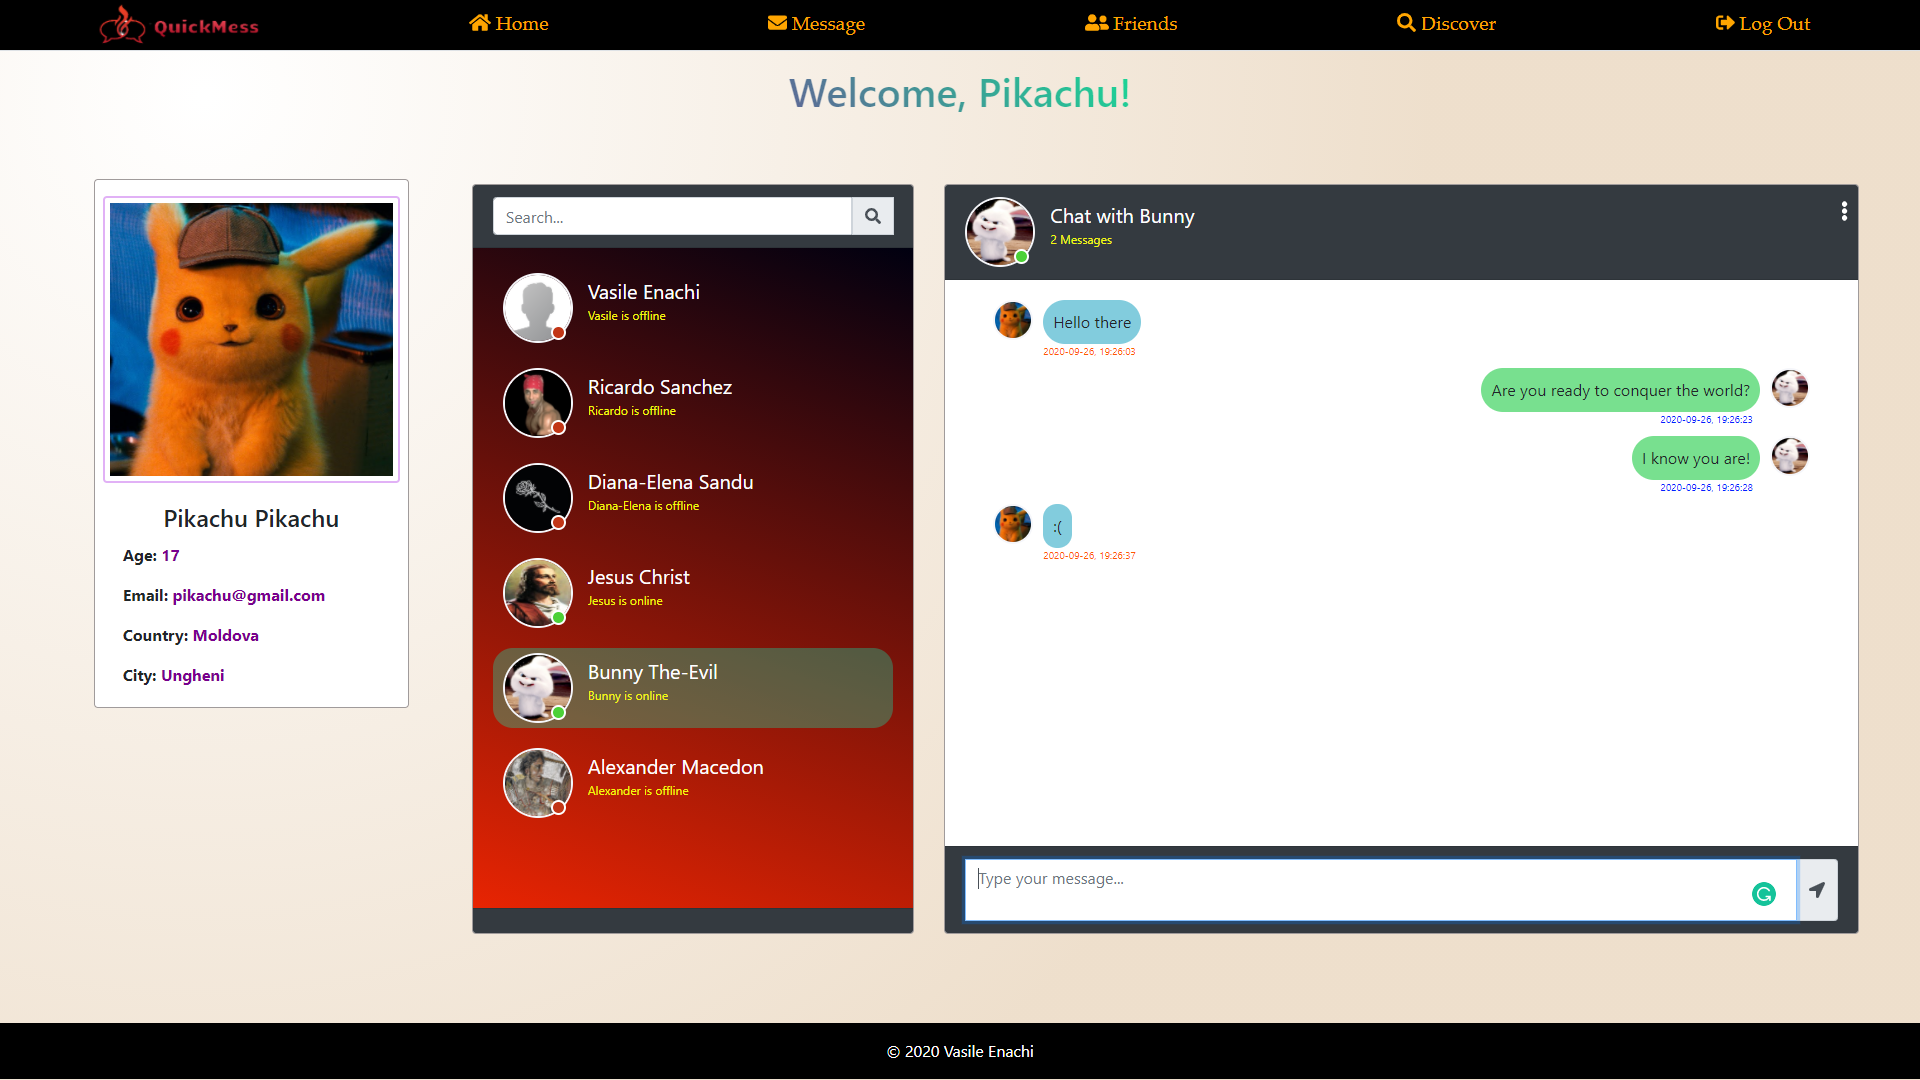 QuickMess
Home
Message
Friends
Discover
Log Out
Welcome, Pikachu!
Pikachu Pikachu
Age: 17
Email: pikachu@gmail.com
Country: Moldova
City: Ungheni
Search...
Vasile Enachi
Vasile is offline
Ricardo Sanchez
Ricardo is offline
Diana-Elena Sandu
Diana-Elena is offline
Jesus Christ
Jesus is online
Bunny The-Evil
Bunny is online
Alexander Macedon
Alexander is offline
Chat with Bunny
2 Messages
Hello there
2020-09-26, 19:26:03
Are you ready to conquer the world?
2020-09-26, 19:26:23
I know you are!
2020-09-26, 19:26:28
:(
2020-09-26, 19:26:37
Type your message...
© 2020 Vasile Enachi